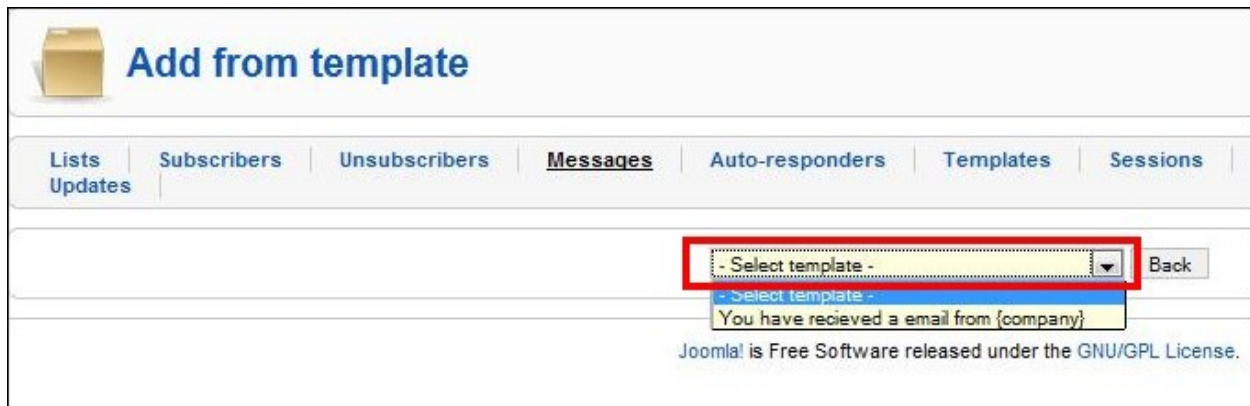 Add from template
Lists Subscribers Unsubscribers Messages Auto-responders Templates Sessions
Updates
- Select template - Back
- Select template -
You have recieved a email from {company}
Joomla! is Free Software released under the GNU/GPL License.